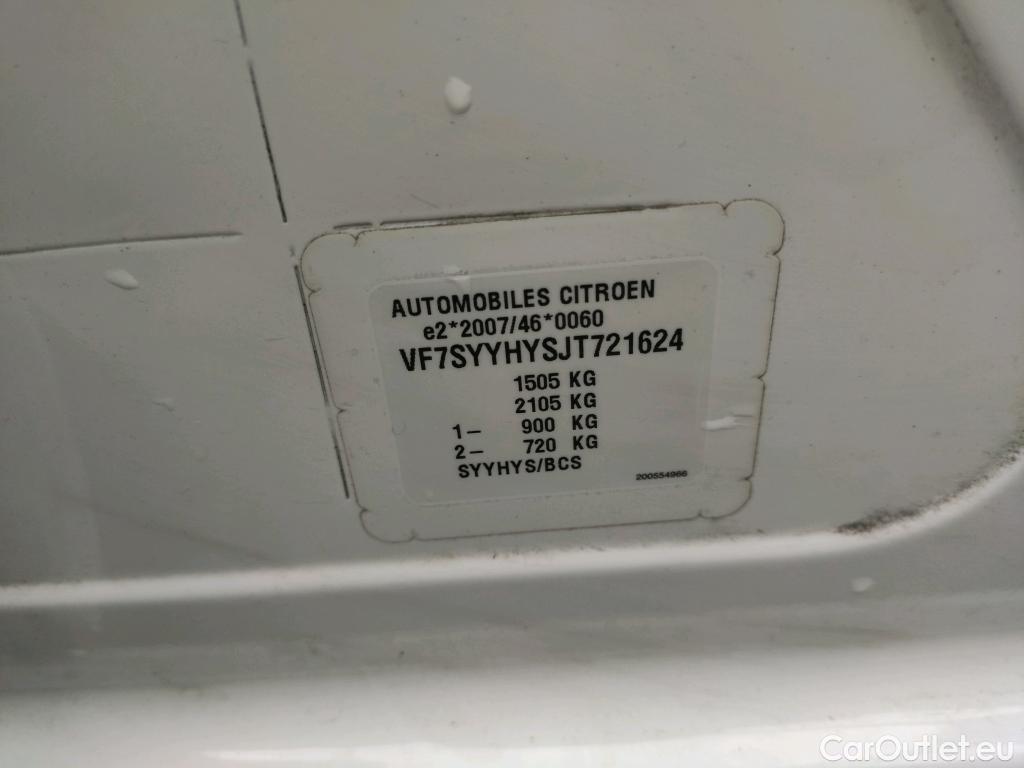 AUTOMOBILES CITROEN
e2*2007/46*0060
VF7SYYHYSJT721624
1505 KG
2105 KG
1– 900 KG
2– 720 KG
SYYHYS/BCS
200554966
CarOutlet.eu